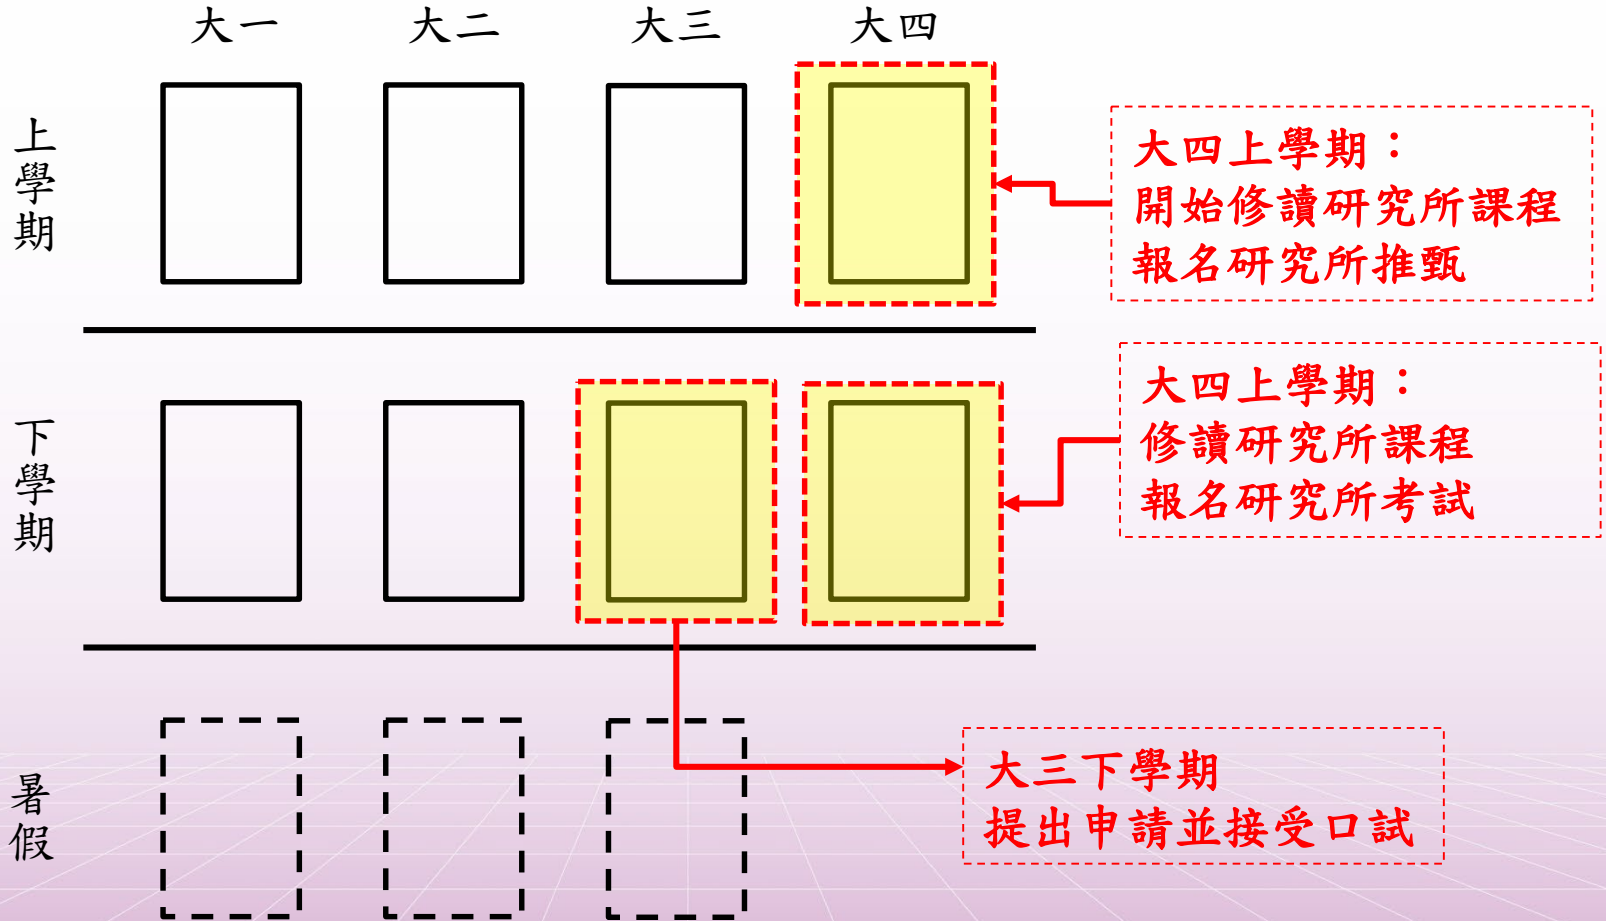 大一
大二
大三
大四
上學期
大四上學期：
開始修讀研究所課程
報名研究所推甄
下學期
大四上學期：
修讀研究所課程
報名研究所考試
暑假
大三下學期
提出申請並接受口試